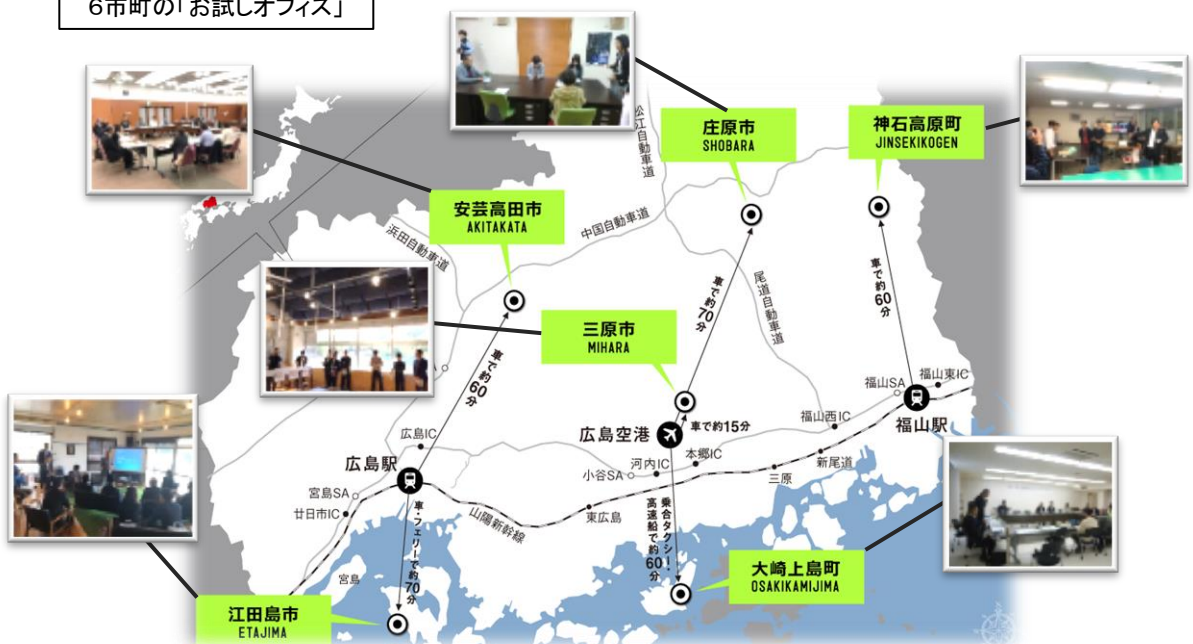 6市町の「お試しオフィス」
庄原市
SHOBARA
神石高原町
JINSEKIKOGEN
安芸高田市
AKITAKATA
三原市
MIHARA
江田島市
ETAJIMA
大崎上島町
OSAKIKAMIJIMA
松江自動車道
中国自動車道
浜田自動車道
尾道自動車道
車で約60分
車で約70分
車で約60分
車で約15分
広島空港
広島駅
福山駅
福山SA
福山東IC
福山西IC
新尾道
三原
本郷IC
河内IC
小谷SA
東広島
山陽新幹線
広島IC
宮島SA
廿日市IC
宮島
車・フェリーで約70分
乗合タクシー・
高速船で約60分